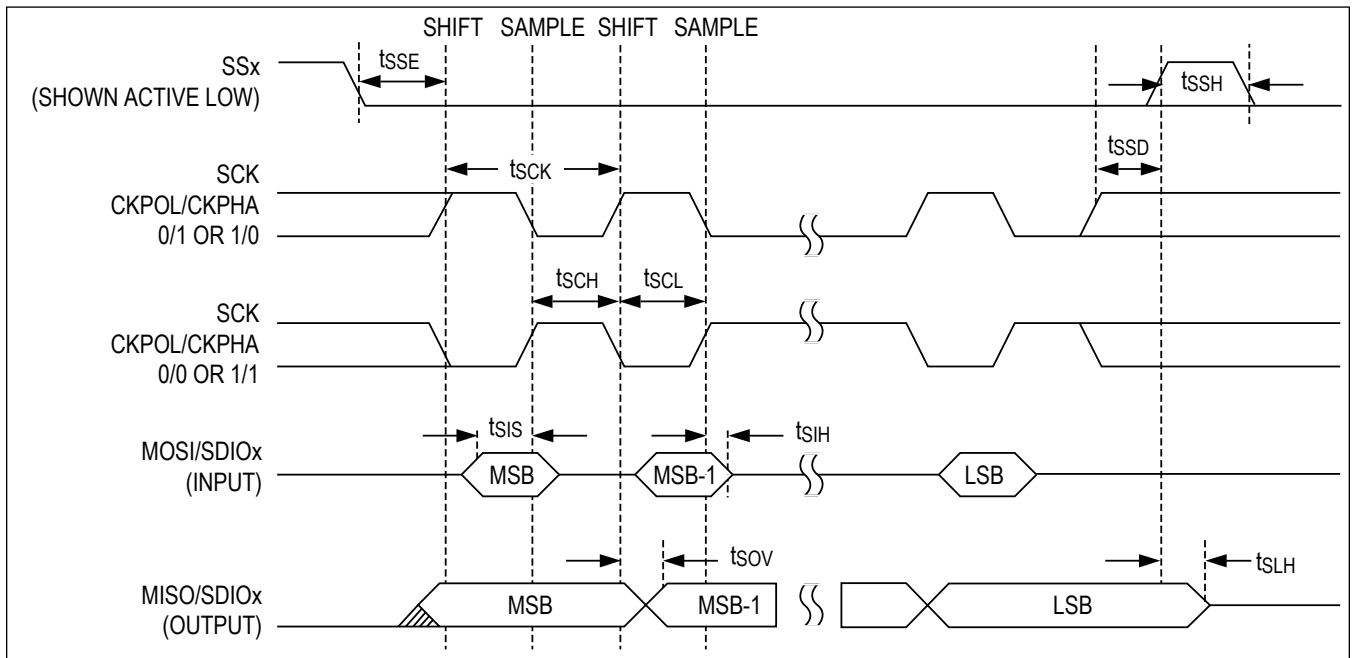 SHIFT SAMPLE SHIFT SAMPLE
SSx
(SHOWN ACTIVE LOW)
tSSE
tSSH
tSSD
SCK
CKPOL/CKPHA
0/1 OR 1/0
tSCK
tSCH
tSCL
SCK
CKPOL/CKPHA
0/0 OR 1/1
MOSI/SDIOx
(INPUT)
tSIS
tSIH
MSB
MSB-1
LSB
tSOV
tSLH
MISO/SDIOx
(OUTPUT)
MSB
MSB-1
LSB